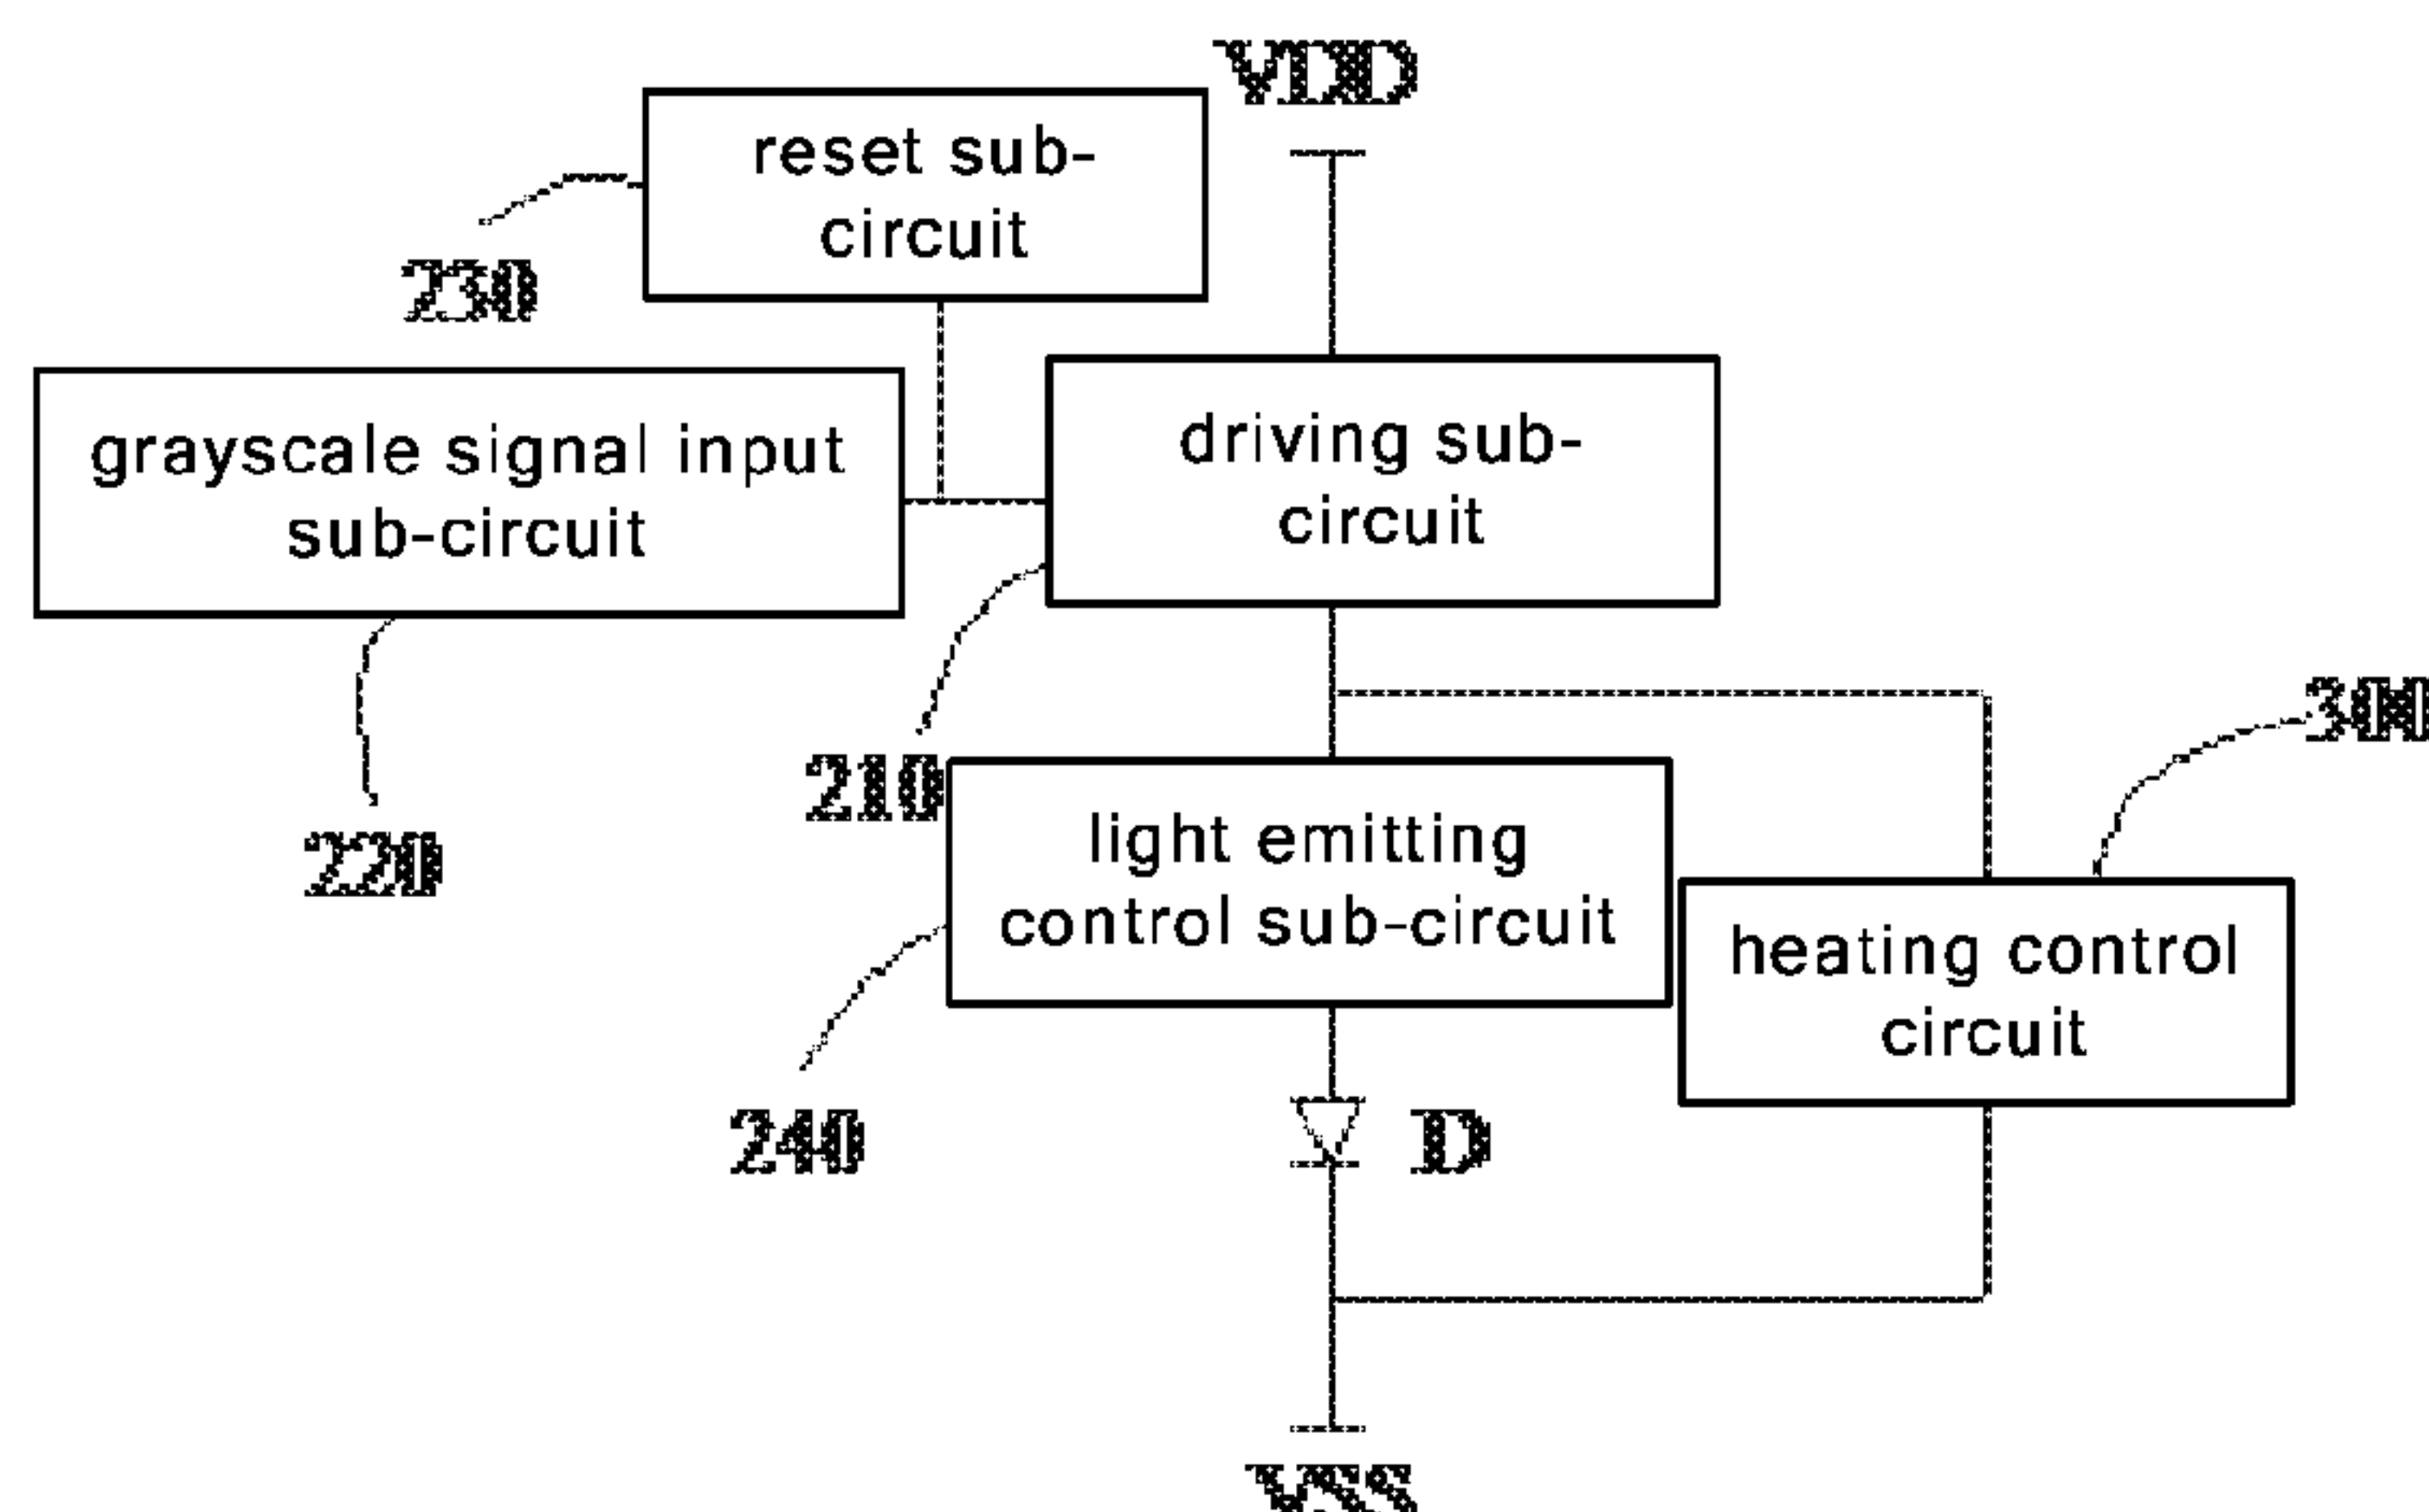 VDD
reset sub-
circuit
230
grayscale signal input
sub-circuit
driving sub-
circuit
300
210
light emitting
control sub-circuit
220
heating control
circuit
240
D
VSS